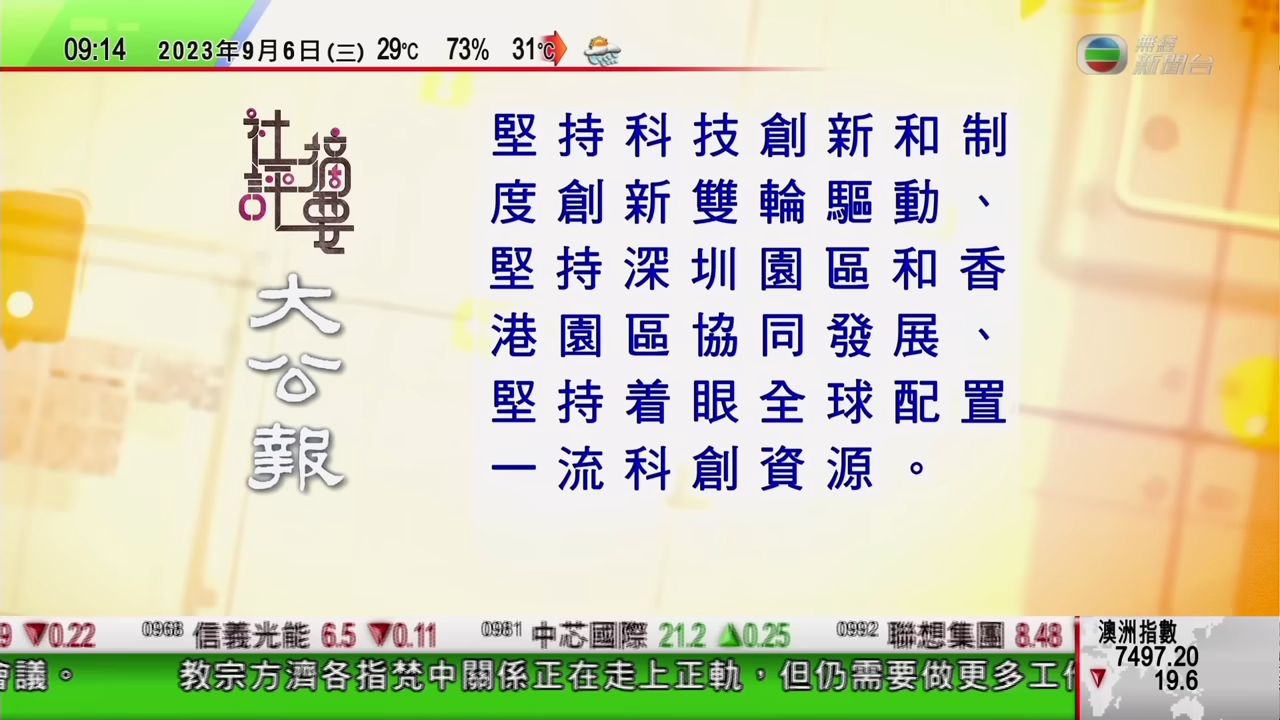 09:14 2023年9月6日(三) 29℃ 73% 31℃
無綫新聞台
社評摘要
大公報
堅持科技創新和制
度創新雙輪驅動、
堅持深圳園區和香
港園區協同發展、
堅持着眼全球配置
一流科創資源。
9 ▼0.22 0968 信義光能 6.5 ▼0.11 0981 中芯國際 21.2 ▲0.25 0992 聯想集團 8.48
會議。 教宗方濟各指梵中關係正在走上正軌，但仍需要做更多工作
澳洲指數
7497.20
▼ 19.6